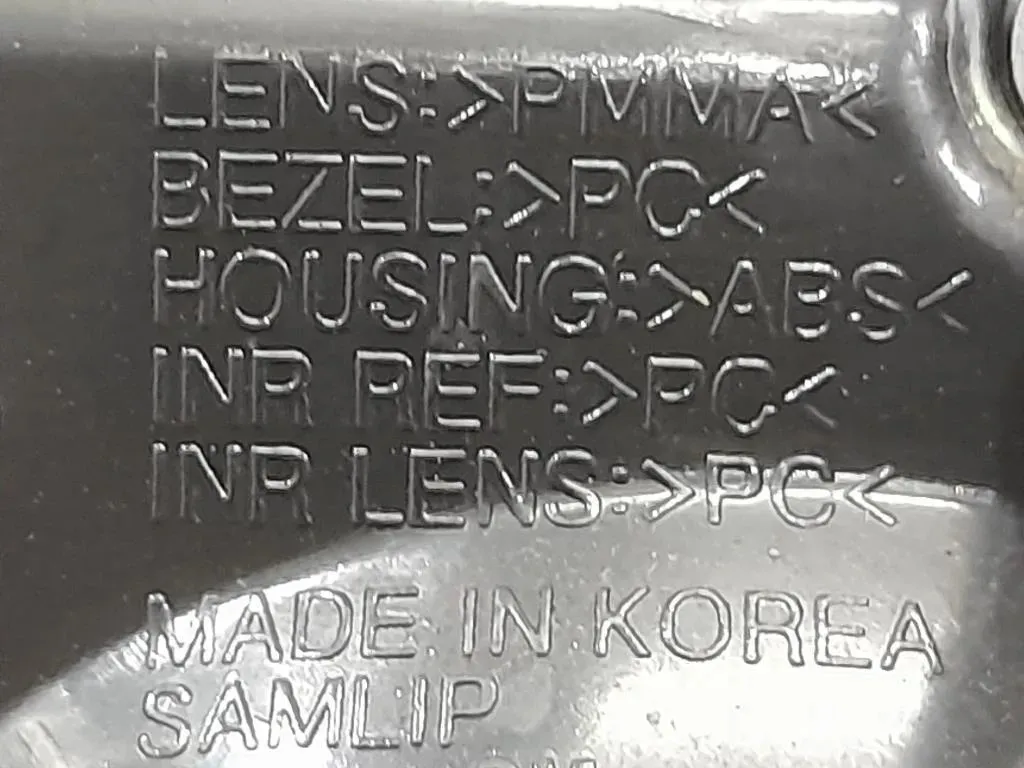 LENS:>PMMA<
BEZEL:>PC<
HOUSING:>ABS<
INR REF:>PC<
INR LENS:>PC<
MADE IN KOREA
SAMLIP